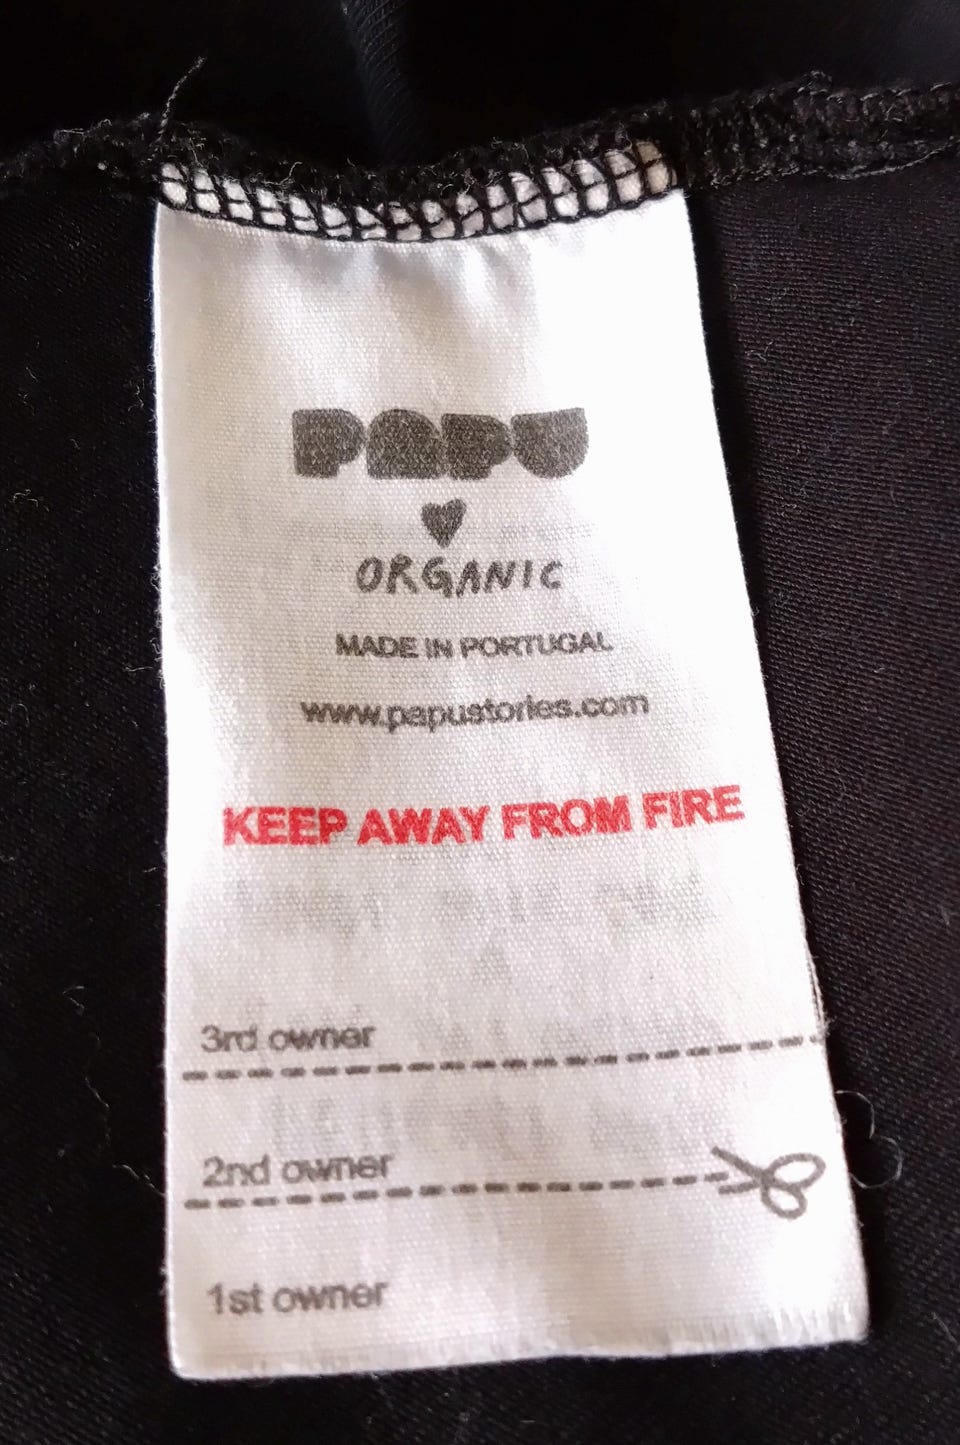 PAPU
ORGANIC
MADE IN PORTUGAL
www.papustories.com
KEEP AWAY FROM FIRE
3rd owner
2nd owner
1st owner